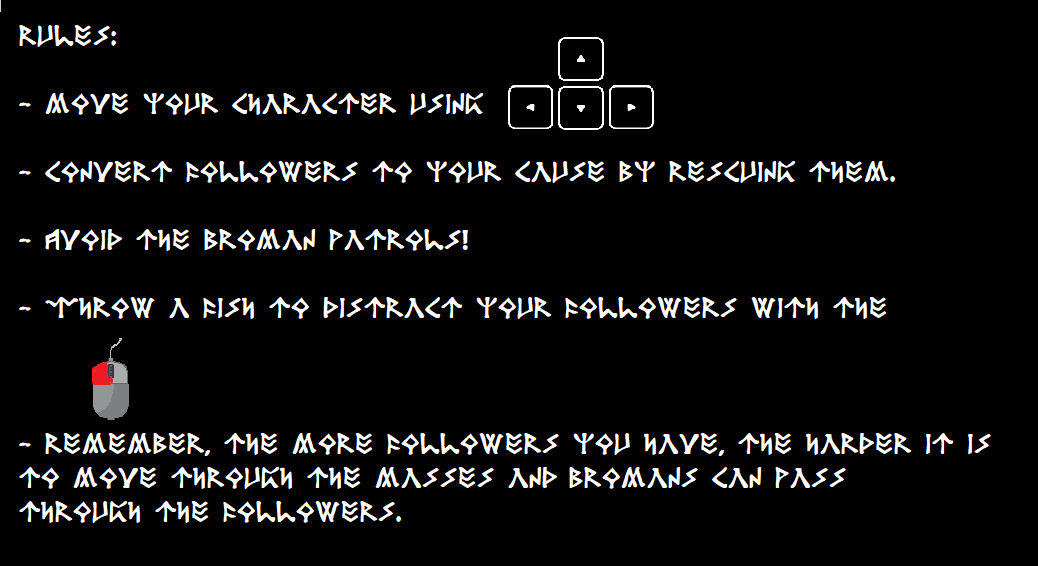 RULES:
- MOVE YOUR CHARACTER USING
- CONVERT FOLLOWERS TO YOUR CAUSE BY RESCUING THEM.
- AVOID THE BROMAN PATROLS!
- THROW A FISH TO DISTRACT YOUR FOLLOWERS WITH THE
- REMEMBER, THE MORE FOLLOWERS YOU HAVE, THE HARDER IT IS
TO MOVE THROUGH THE MASSES AND BROMANS CAN PASS
THROUGH THE FOLLOWERS.